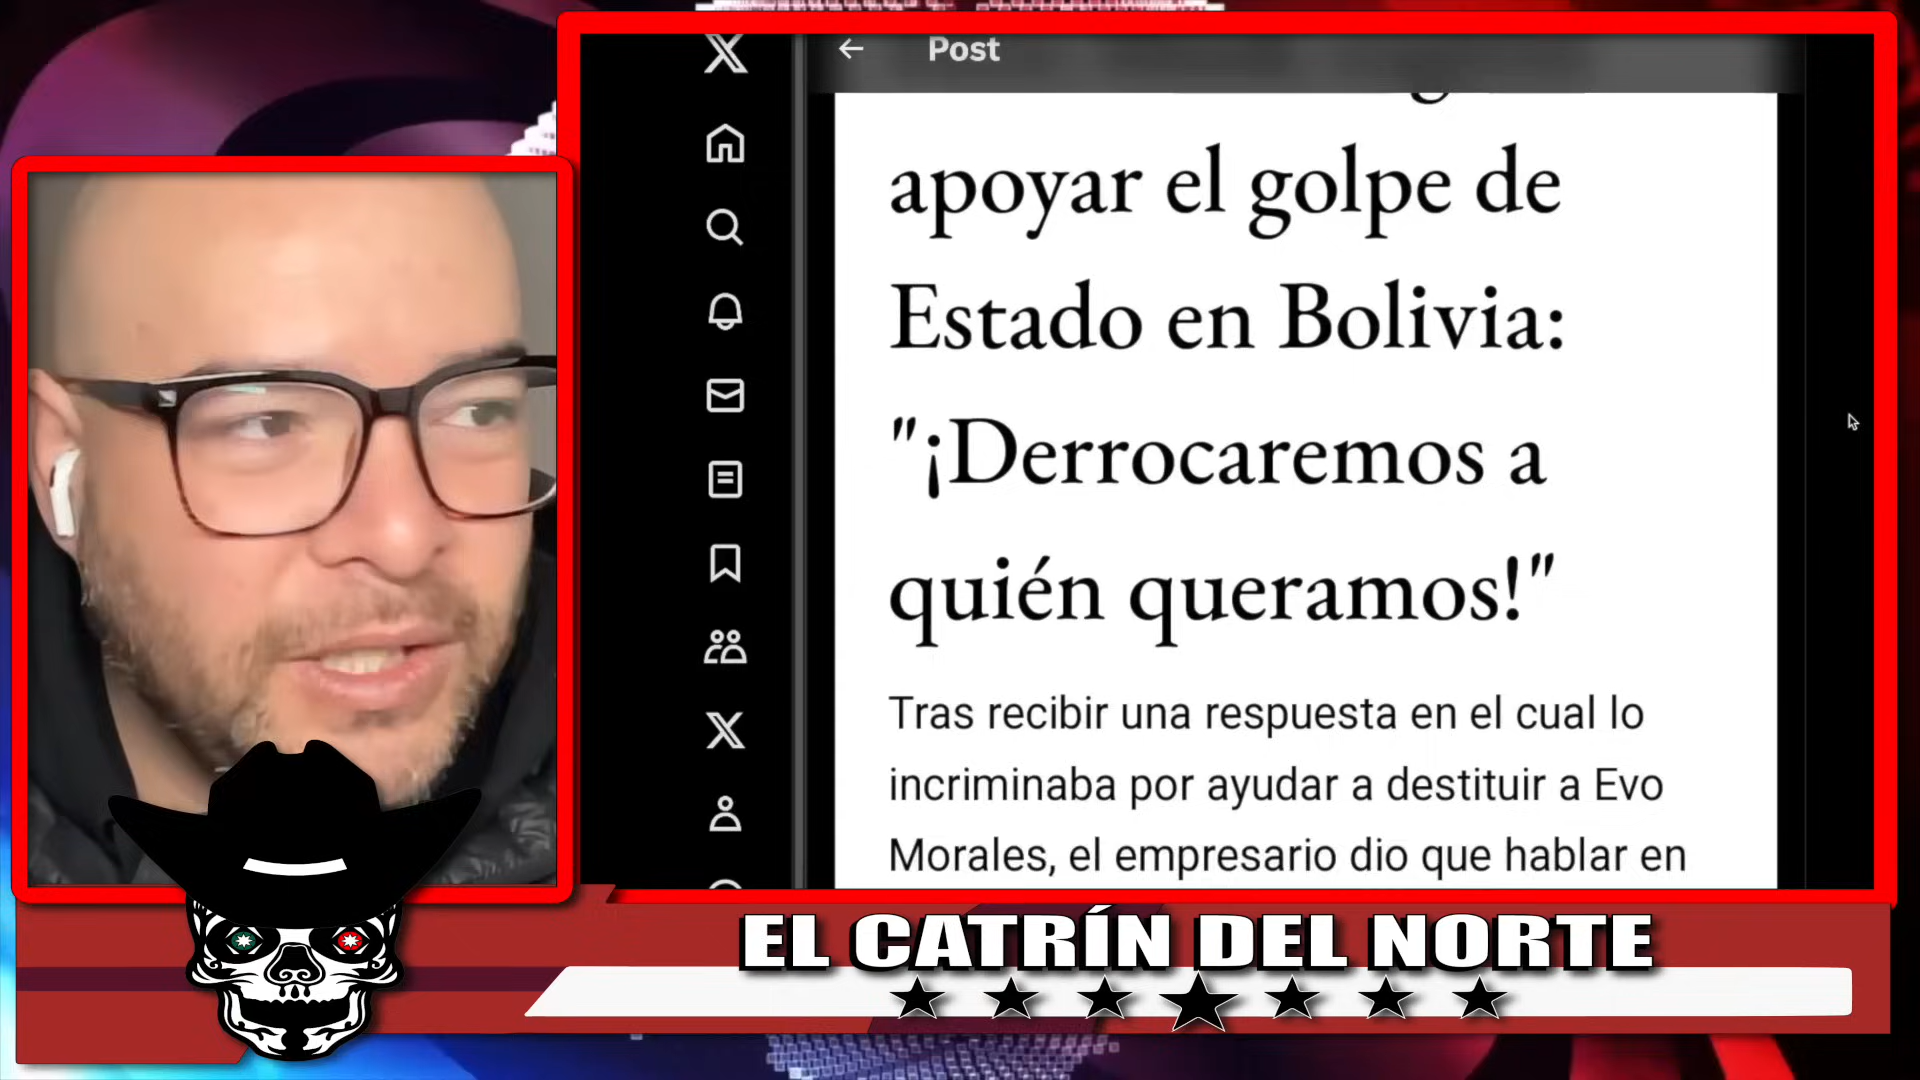 Post
apoyar el golpe de
Estado en Bolivia:
"¡Derrocaremos a
quién queramos!"
Tras recibir una respuesta en el cual lo
incriminaba por ayudar a destituir a Evo
Morales, el empresario dio que hablar en
EL CATRÍN DEL NORTE